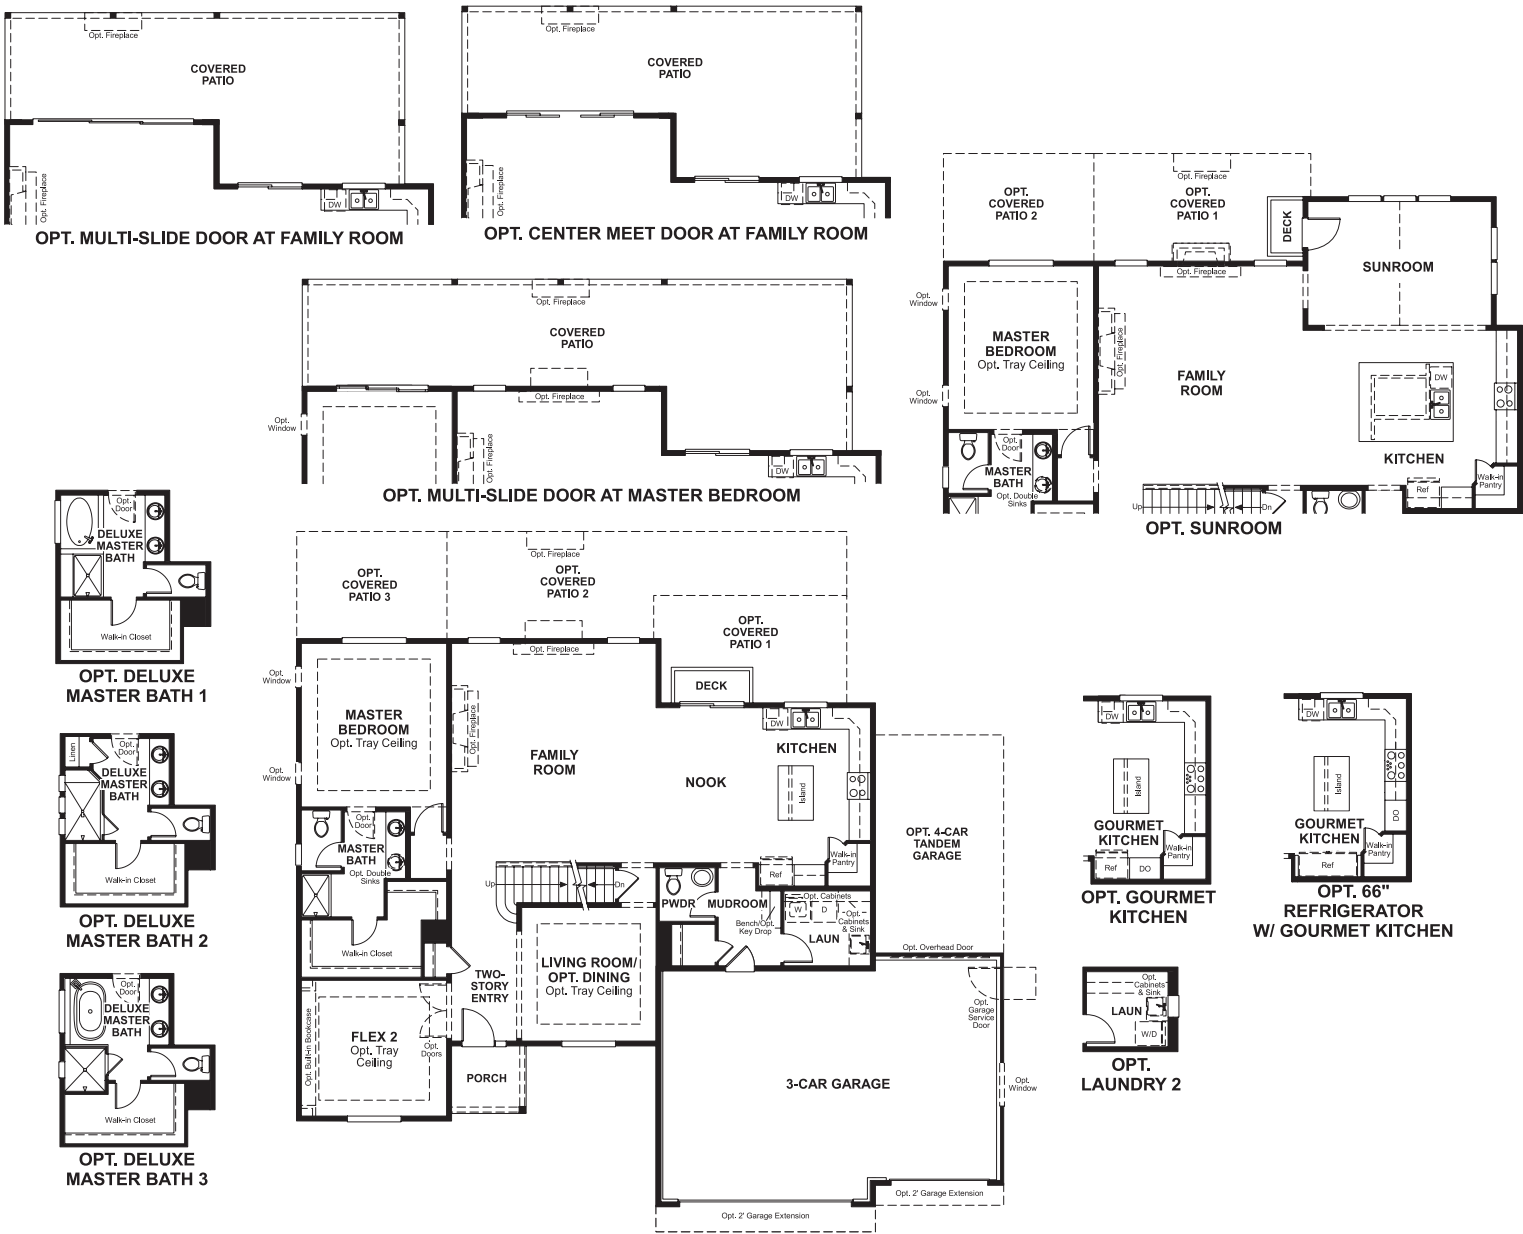 Opt. Fireplace
COVERED
PATIO
Opt. Fireplace
DW
OPT. MULTI-SLIDE DOOR AT FAMILY ROOM
Opt. Fireplace
COVERED
PATIO
Opt. Fireplace
DW
OPT. CENTER MEET DOOR AT FAMILY ROOM
Opt. Fireplace
COVERED
PATIO
Opt. Fireplace
Opt.
Window
Opt. Fireplace
DW
OPT. MULTI-SLIDE DOOR AT MASTER BEDROOM
OPT.
COVERED
PATIO 2
OPT.
COVERED
PATIO 1
Opt. Fireplace
DECK
SUNROOM
Opt. Fireplace
Opt.
Window
MASTER
BEDROOM
Opt. Tray Ceiling
Opt. Fireplace
FAMILY
ROOM
DW
Opt.
Window
Opt.
Door
MASTER
BATH
Opt. Double
Sinks
KITCHEN
Walk-in
Pantry
Ref
Up
Dn
OPT. SUNROOM
Opt.
Door
DELUXE
MASTER
BATH
Walk-in Closet
OPT. DELUXE
MASTER BATH 1
Linen
Opt.
Door
DELUXE
MASTER
BATH
Walk-in Closet
OPT. DELUXE
MASTER BATH 2
Opt.
Door
DELUXE
MASTER
BATH
Walk-in Closet
OPT. DELUXE
MASTER BATH 3
OPT.
COVERED
PATIO 3
Opt. Fireplace
OPT.
COVERED
PATIO 2
OPT.
COVERED
PATIO 1
Opt. Fireplace
DECK
Opt.
Window
MASTER
BEDROOM
Opt. Tray Ceiling
Opt. Fireplace
FAMILY
ROOM
NOOK
DW
KITCHEN
Island
Opt.
Window
Opt.
Door
MASTER
BATH
Opt. Double
Sinks
Walk-in
Pantry
Ref
OPT. 4-CAR
TANDEM
GARAGE
Up
Dn
PWDR
MUDROOM
Bench/Opt.
Key Drop
Opt. Cabinets
W
D
Opt.
Cabinets
& Sink
LAUN
Walk-in Closet
TWO-
STORY
ENTRY
LIVING ROOM/
OPT. DINING
Opt. Tray Ceiling
Opt. Overhead Door
Opt.
Garage
Service
Door
Opt. Built-in Bookcase
FLEX 2
Opt. Tray
Ceiling
Opt.
Doors
PORCH
3-CAR GARAGE
Opt.
Window
Opt. 2' Garage Extension
Opt. 2' Garage Extension
DW
Island
GOURMET
KITCHEN
Walk-in
Pantry
Ref
DO
OPT. GOURMET
KITCHEN
DW
Island
DO
GOURMET
KITCHEN
Walk-in
Pantry
Ref
OPT. 66"
REFRIGERATOR
W/ GOURMET KITCHEN
Opt.
Cabinets
& Sink
LAUN
W/D
OPT.
LAUNDRY 2